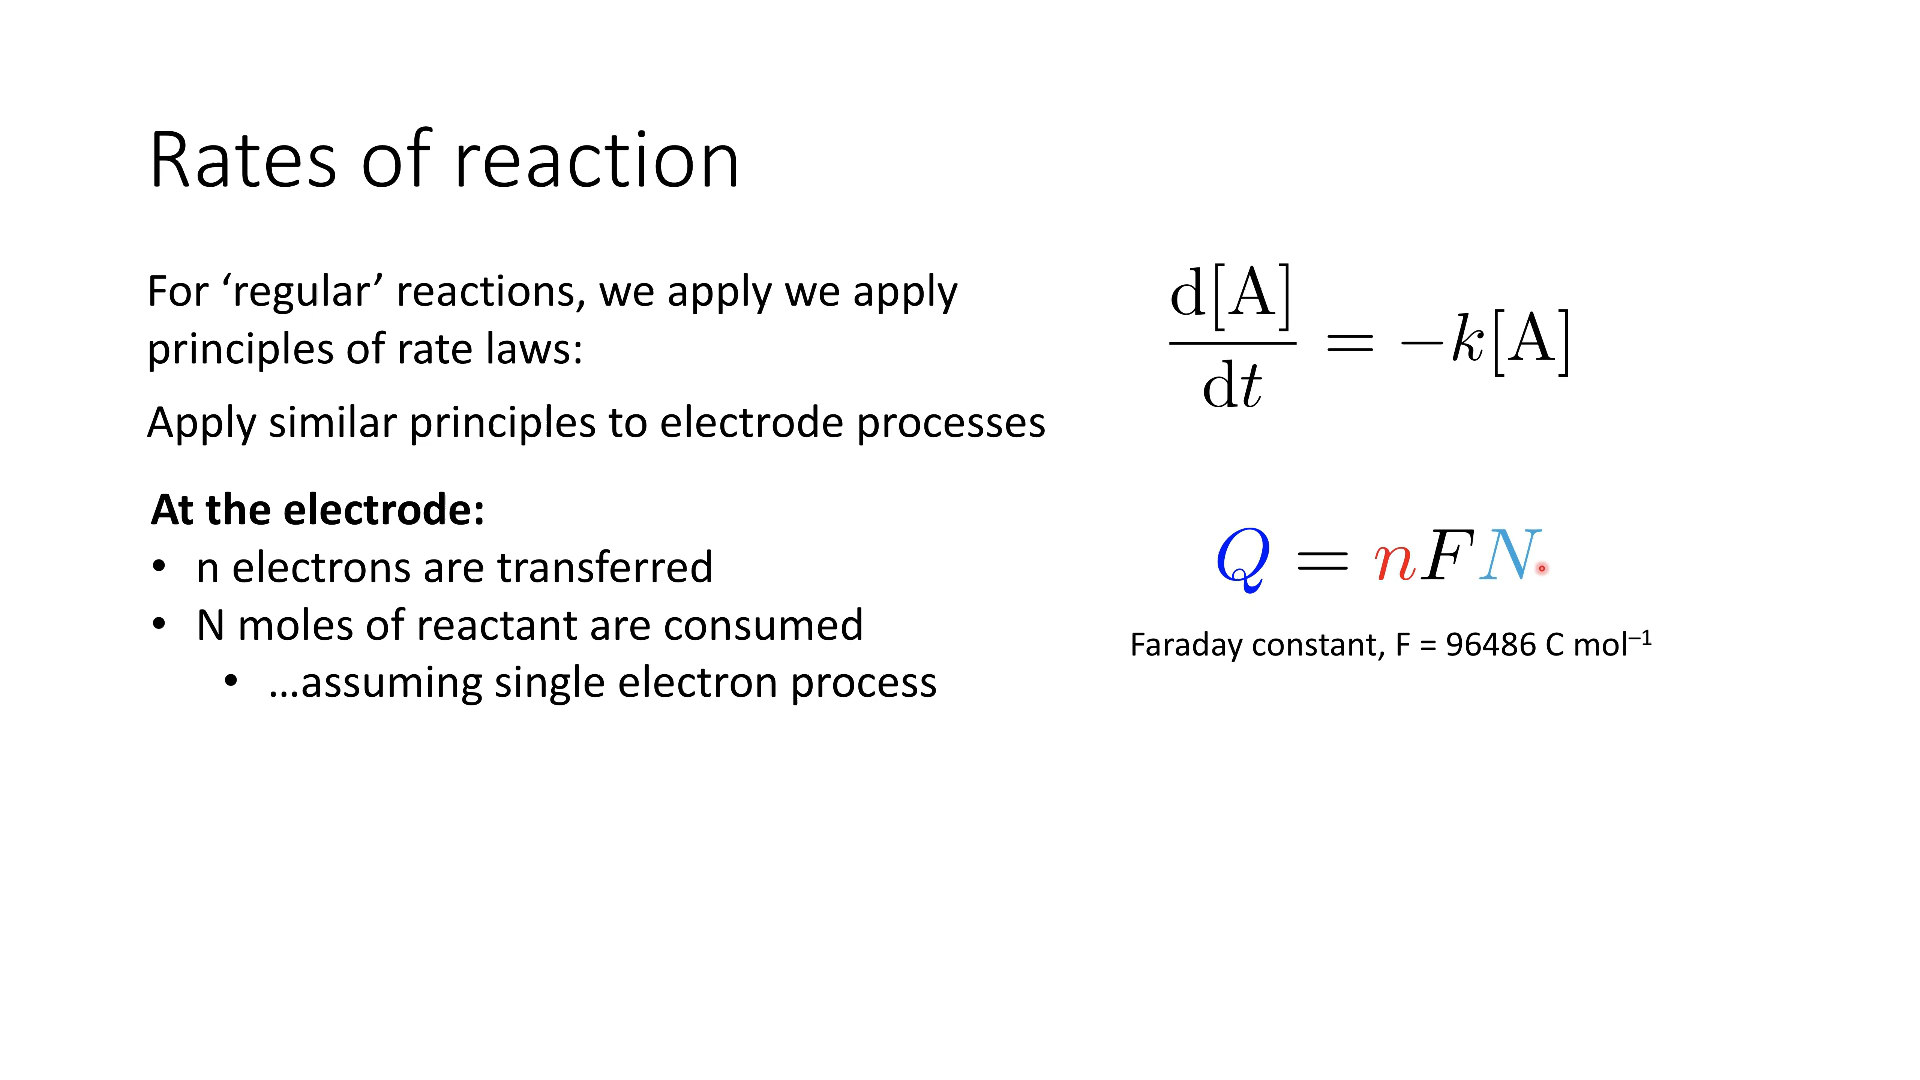 Rates of reaction
For ‘regular’ reactions, we apply we apply
principles of rate laws:
Apply similar principles to electrode processes
d[A]/dt = −k[A]
At the electrode:
• n electrons are transferred
• N moles of reactant are consumed
• …assuming single electron process
Q = nFN
Faraday constant, F = 96486 C mol⁻¹